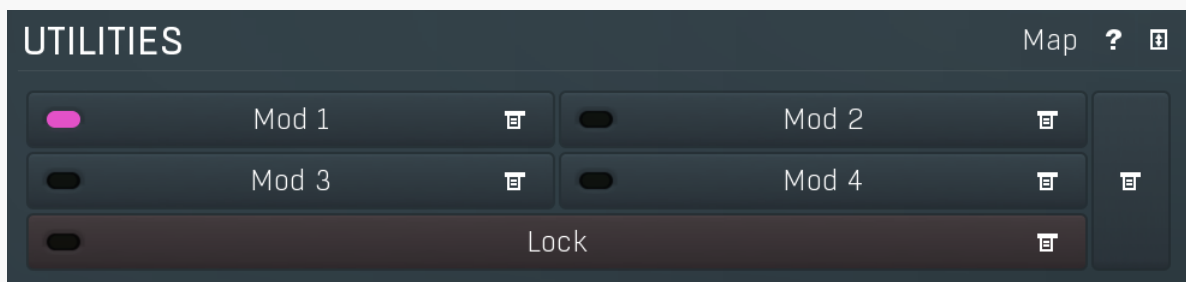 UTILITIES Map ?
Mod 1 Mod 2
Mod 3 Mod 4
Lock